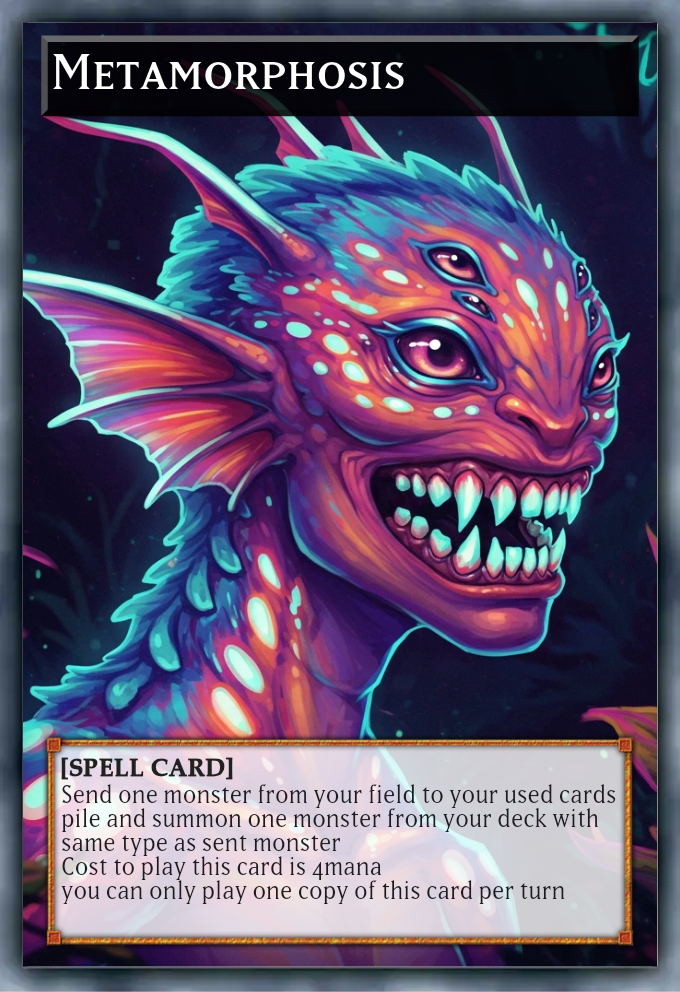 Metamorphosis
[SPELL CARD]
Send one monster from your field to your used cards
pile and summon one monster from your deck with
same type as sent monster
Cost to play this card is 4mana
you can only play one copy of this card per turn